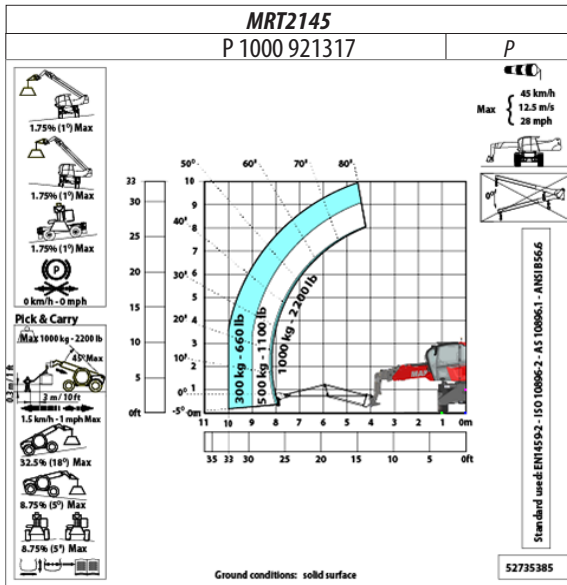 MRT2145
P 1000 921317
P
1.75% (1°) Max
1.75% (1°) Max
1.75% (1°) Max
P
0 km/h - 0 mph
Pick & Carry
Max 1000 kg - 2200 lb
45° Max
0.3 m / 1 ft
3 m / 10 ft
1.5 km/h - 1 mph Max
32.5% (18°) Max
8.75% (5°) Max
8.75% (5°) Max
Max
45 km/h
12.5 m/s
28 mph
0°
33
30
25
20
15
10
5
0ft
10
9
8
7
6
5
4
3
2
1
0
50°
60°
70°
80°
40°
30°
20°
10°
0°
-5°
300 kg - 660 lb
500 kg - 1100 lb
1000 kg - 2200 lb
11 10 9 8 7 6 5 4 3 2 1 0m
35 33 30 25 20 15 10 5 0ft
Standard used: EN1459-2 - ISO 10896-2 - AS 10896.1 - ANSI B56.6
Ground conditions: solid surface
52735385